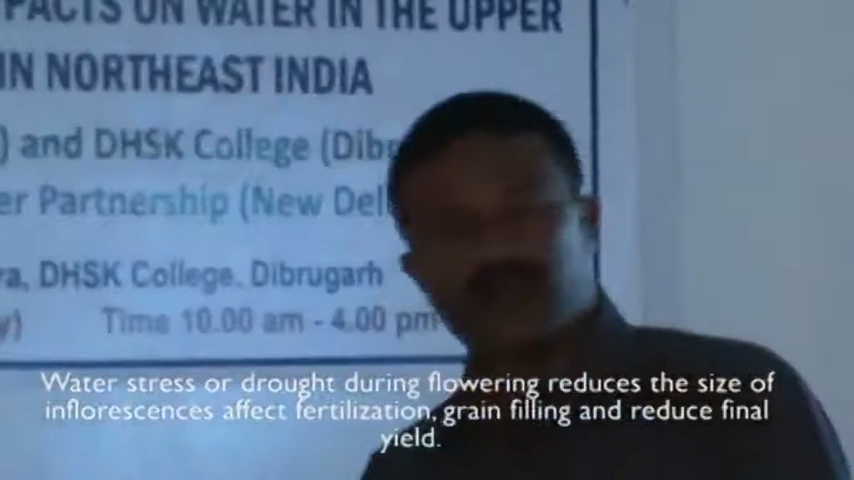 PACTS ON WATER IN THE UPPER
IN NORTHEAST INDIA
) and DHSK College (Dibr
er Partnership (New Del
va, DHSK College, Dibrugarh
y) Time 10.00 am - 4.00 pm
Water stress or drought during flowering reduces the size of
inflorescences affect fertilization, grain filling and reduce final
yield.